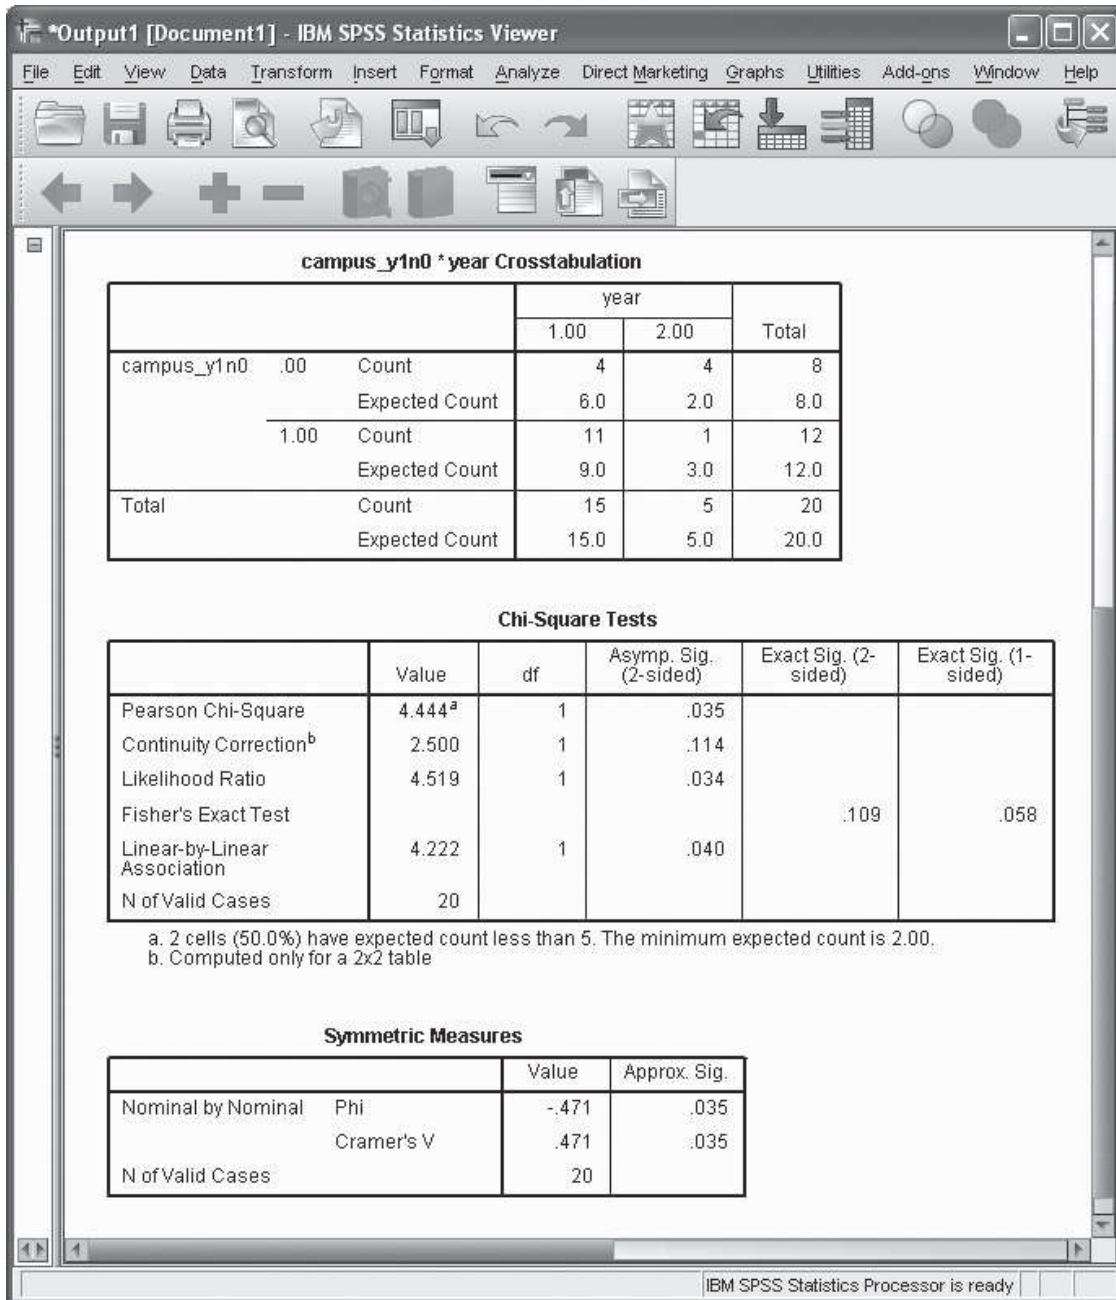 *Output1 [Document1] - IBM SPSS Statistics Viewer
File Edit View Data Transform Insert Format Analyze Direct Marketing Graphs Utilities Add-ons Window Help
campus_y1n0 * year Crosstabulation
year
1.00 2.00 Total
campus_y1n0 .00 Count 4 4 8
Expected Count 6.0 2.0 8.0
1.00 Count 11 1 12
Expected Count 9.0 3.0 12.0
Total Count 15 5 20
Expected Count 15.0 5.0 20.0
Chi-Square Tests
Value df Asymp. Sig. (2-sided) Exact Sig. (2-sided) Exact Sig. (1-sided)
Pearson Chi-Square 4.444a 1 .035
Continuity Correctionb 2.500 1 .114
Likelihood Ratio 4.519 1 .034
Fisher's Exact Test .109 .058
Linear-by-Linear Association 4.222 1 .040
N of Valid Cases 20
a. 2 cells (50.0%) have expected count less than 5. The minimum expected count is 2.00.
b. Computed only for a 2x2 table
Symmetric Measures
Value Approx. Sig.
Nominal by Nominal Phi -.471 .035
Cramer's V .471 .035
N of Valid Cases 20
IBM SPSS Statistics Processor is ready